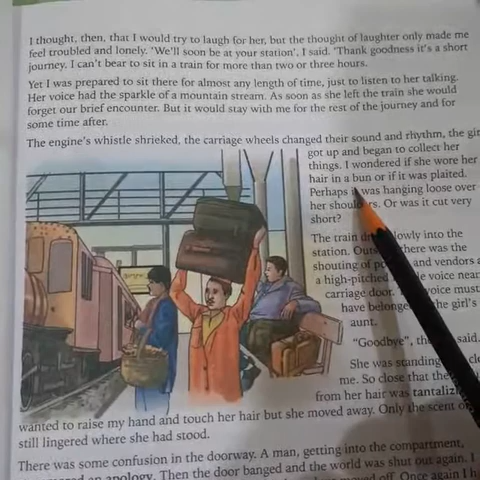 I thought, then, that I would try to laugh for her, but the thought of laughter only made me
feel troubled and lonely. 'We'll soon be at your station', I said. 'Thank goodness it's a short
journey. I can't bear to sit in a train for more than two or three hours.
Yet I was prepared to sit there for almost any length of time, just to listen to her talking.
Her voice had the sparkle of a mountain stream. As soon as she left the train she would
forget our brief encounter. But it would stay with me for the rest of the journey and for
some time after.
The engine's whistle shrieked, the carriage wheels changed their sound and rhythm, the
got up and began to collect her
things. I wondered if she wore her
hair in a bun or if it was plaited.
Perhaps it was hanging loose over
her Or was it cut very
short?
The train slowly into the
station. there was the
shouting of and vendors
a high-pitched voice near
carriage door. voice must
have the girl's
aunt.
"Goodbye", said.
She was standing
me. So close that the
from her hair was
wanted to raise my hand and touch her hair but she moved away. Only the scent
still lingered where she had stood.
There was some confusion in the doorway. A man, getting into the compartment,
an apology. Then the door banged and the world was shut out again. I
off. Once again I